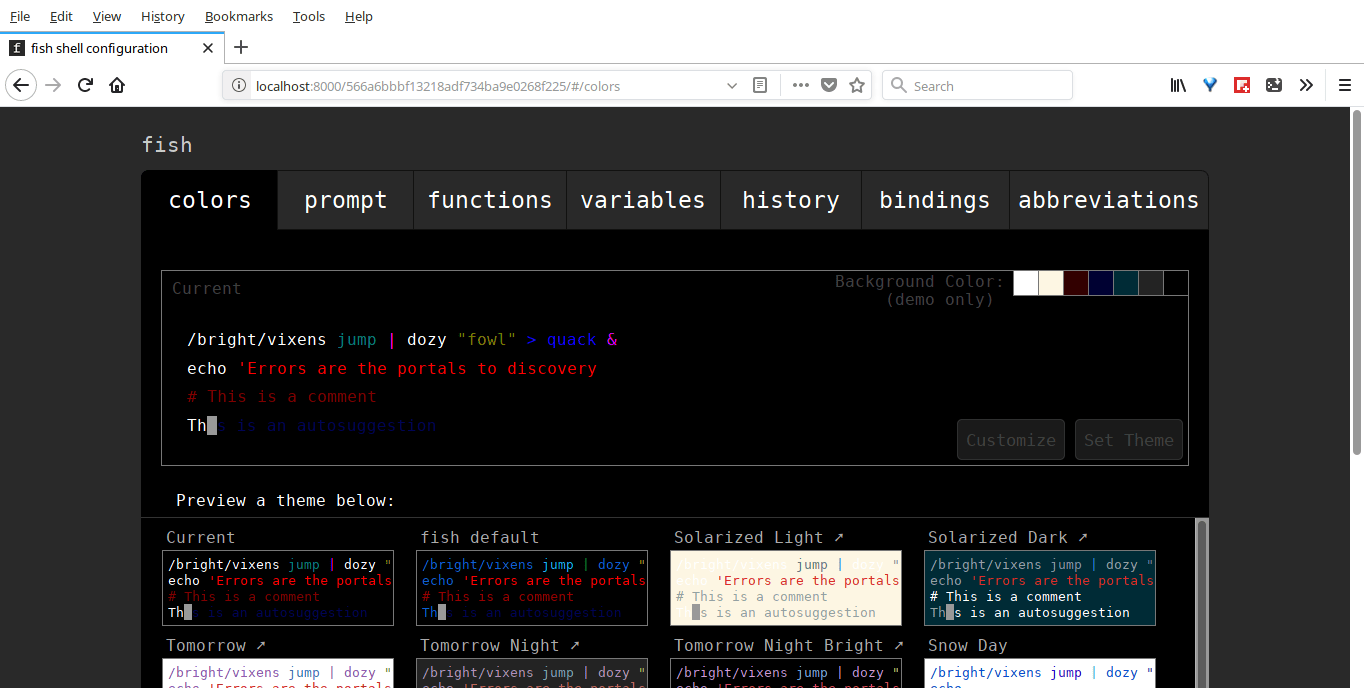 File Edit View History Bookmarks Tools Help
f fish shell configuration
localhost:8000/566a6bbbf13218adf734ba9e0268f225/#/colors
Search
fish
colors prompt functions variables history bindings abbreviations
Current
Background Color:
(demo only)
/bright/vixens jump | dozy "fowl" > quack &
echo 'Errors are the portals to discovery
# This is a comment
This is an autosuggestion
Customize Set Theme
Preview a theme below:
Current fish default Solarized Light ➚ Solarized Dark ➚
/bright/vixens jump | dozy " /bright/vixens jump | dozy " /bright/vixens jump | dozy " /bright/vixens jump | dozy "
echo 'Errors are the portals echo 'Errors are the portals echo 'Errors are the portals echo 'Errors are the portals
# This is a comment # This is a comment # This is a comment # This is a comment
This is an autosuggestion This is an autosuggestion This is an autosuggestion This is an autosuggestion
Tomorrow ➚ Tomorrow Night ➚ Tomorrow Night Bright ➚ Snow Day
/bright/vixens jump | dozy " /bright/vixens jump | dozy " /bright/vixens jump | dozy " /bright/vixens jump | dozy "
echo 'Errors are the portals echo 'Errors are the portals echo 'Errors are the portals echo